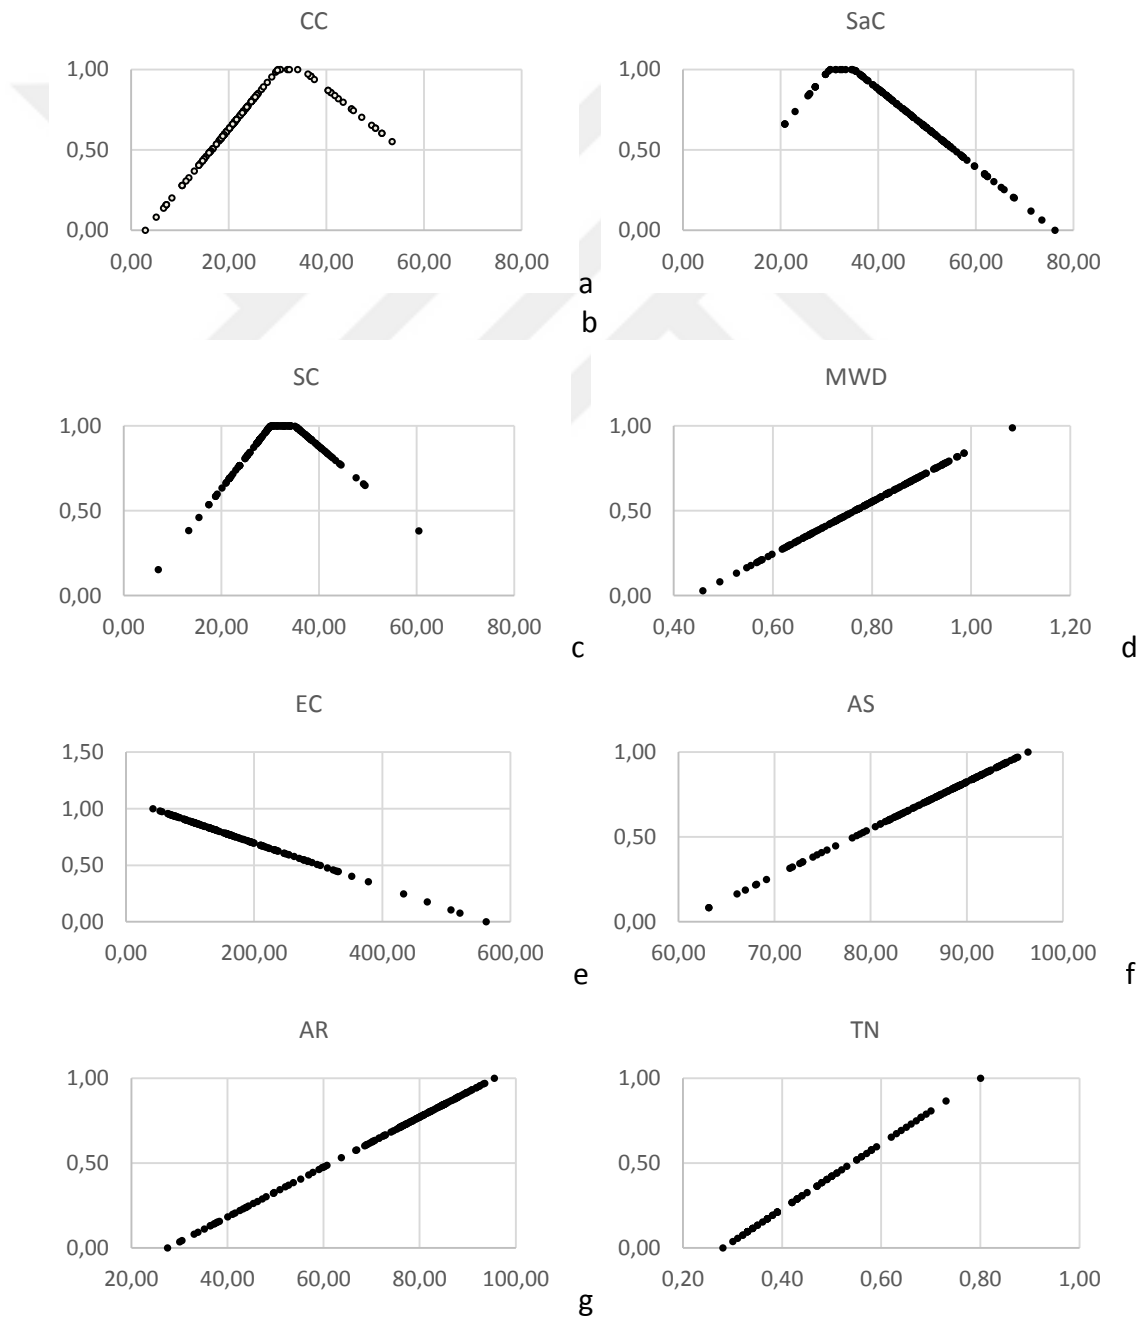 CC
1,00
0,50
0,00
0,00 20,00 40,00 60,00 80,00
a
SaC
1,00
0,50
0,00
0,00 20,00 40,00 60,00 80,00
b
SC
1,00
0,50
0,00
0,00 20,00 40,00 60,00 80,00
c
MWD
1,00
0,50
0,00
0,40 0,60 0,80 1,00 1,20
d
EC
1,50
1,00
0,50
0,00
0,00 200,00 400,00 600,00
e
AS
1,00
0,50
0,00
60,00 70,00 80,00 90,00 100,00
f
AR
1,00
0,50
0,00
20,00 40,00 60,00 80,00 100,00
g
TN
1,00
0,50
0,00
0,20 0,40 0,60 0,80 1,00